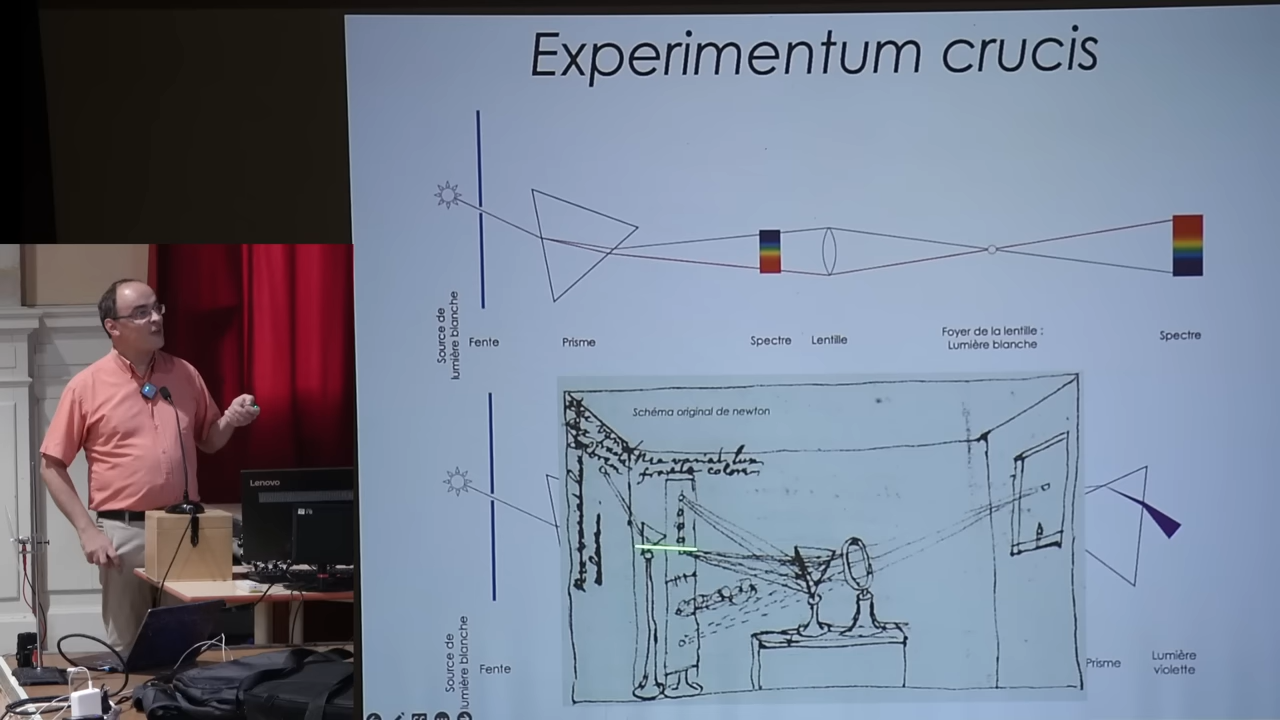 Experimentum crucis
Source de
lumière blanche
Fente
Prisme
Spectre
Lentille
Foyer de la lentille :
Lumière blanche
Spectre
Schéma original de newton
Lenovo
Source de
lumière blanche
Fente
Prisme
Lumière
violette